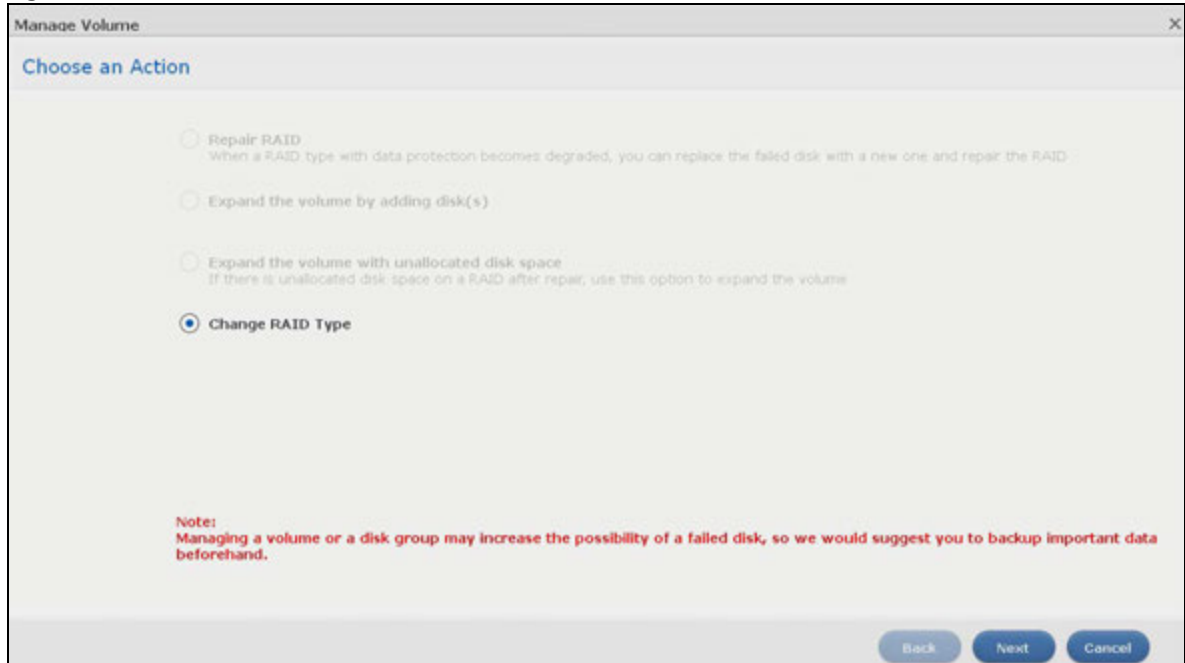 Manage Volume
Choose an Action
Repair RAID
When a RAID type with data protection becomes degraded, you can replace the failed disk with a new one and repair the RAID
Expand the volume by adding disk(s)
Expand the volume with unallocated disk space
If there is unallocated disk space on a RAID after repair, use this option to expand the volume
Change RAID Type
Note:
Managing a volume or a disk group may increase the possibility of a failed disk, so we would suggest you to backup important data
beforehand.
Back Next Cancel